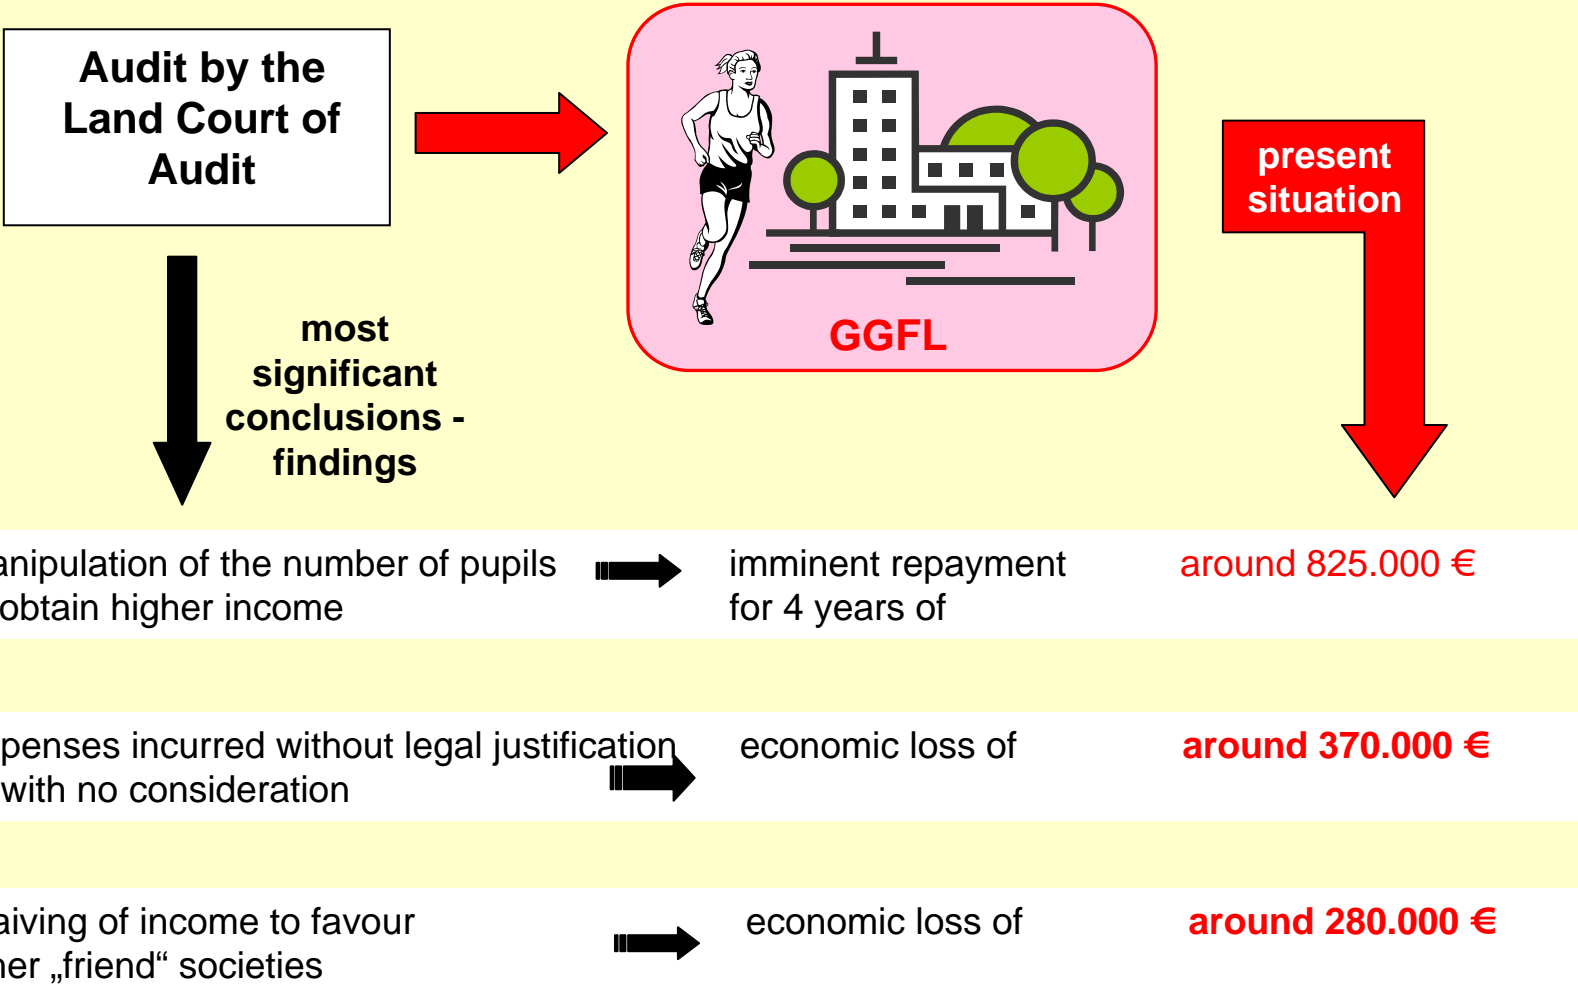 Audit by the
Land Court of
Audit
GGFL
present
situation
most
significant
conclusions -
findings
anipulation of the number of pupils
obtain higher income
imminent repayment
for 4 years of
around 825.000 €
penses incurred without legal justification
with no consideration
economic loss of
around 370.000 €
aiving of income to favour
ner „friend“ societies
economic loss of
around 280.000 €